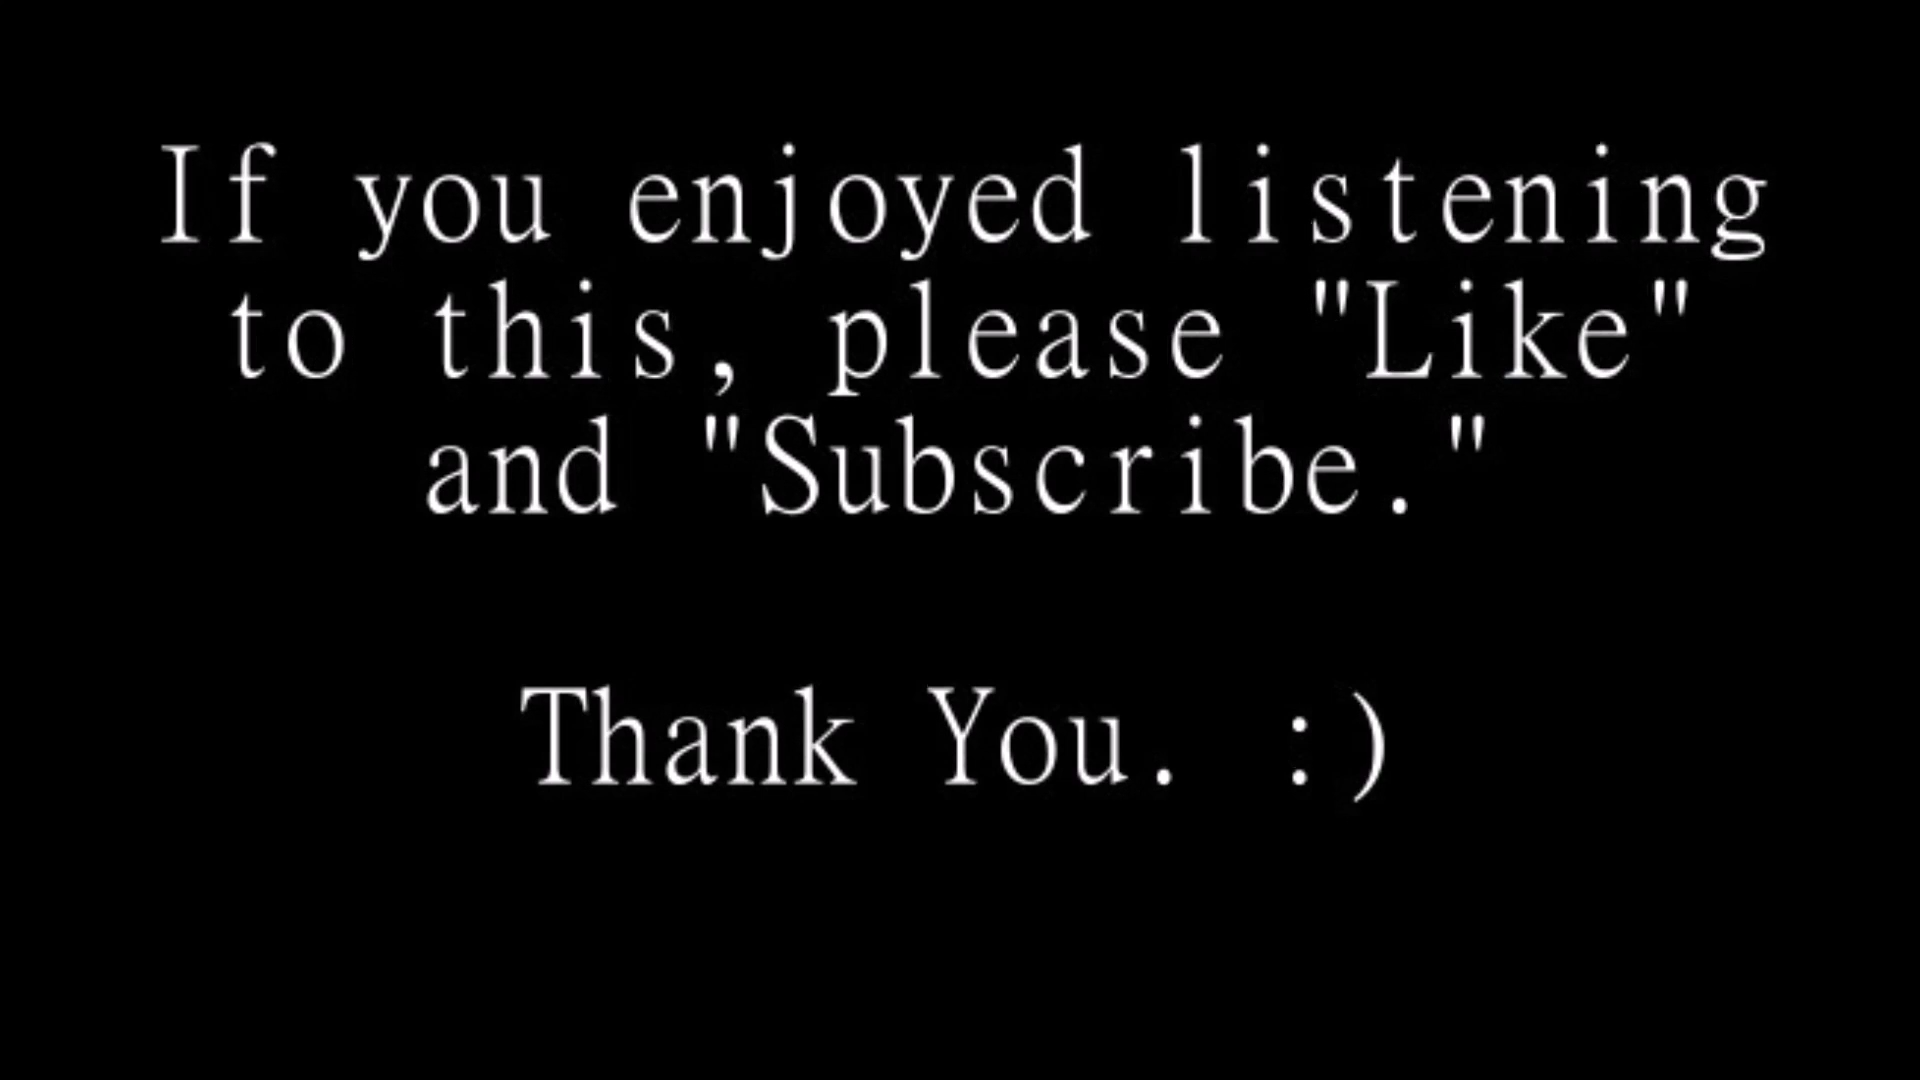 If you enjoyed listening
to this, please "Like"
and "Subscribe."
Thank You. :)